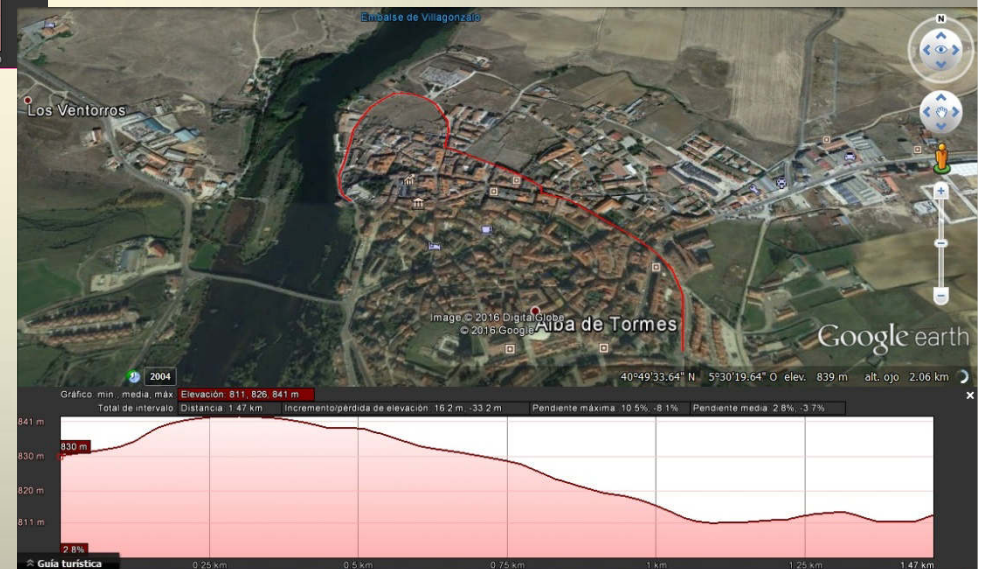 Embalse de Villagonzalo
N
Los Ventorros
Image © 2016 DigitalGlobe
© 2016 Google
Alba de Tormes
Google earth
2004
40°49'33.64" N 5°30'19.64" O elev. 839 m alt. ojo 2.06 km
Gráfico: mín., media, máx. Elevación: 811, 826, 841 m
Total de intervalo: Distancia: 1.47 km Incremento/pérdida de elevación: 16.2 m, -33.2 m Pendiente máxima: 10.5%, -8.1% Pendiente media: 2.8%, -3.7%
841 m
830 m
830 m
820 m
811 m
2.8%
Guía turística
0.25 km 0.5 km 0.75 km 1 km 1.25 km 1.47 km